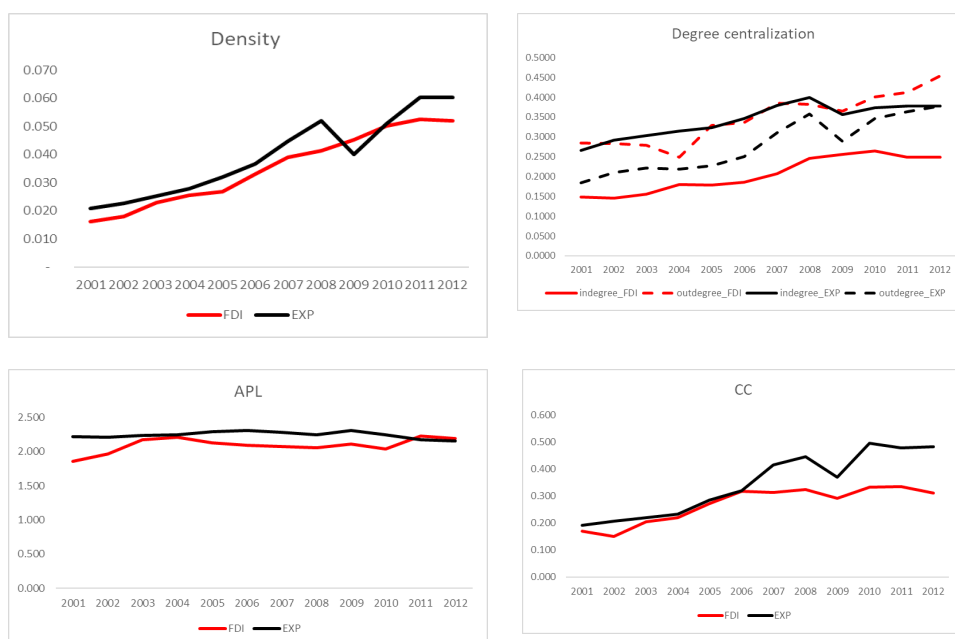 Density
0.070
0.060
0.050
0.040
0.030
0.020
0.010
-
2001 2002 2003 2004 2005 2006 2007 2008 2009 2010 2011 2012
FDI EXP
Degree centralization
0.5000
0.4500
0.4000
0.3500
0.3000
0.2500
0.2000
0.1500
0.1000
0.0500
0.0000
2001 2002 2003 2004 2005 2006 2007 2008 2009 2010 2011 2012
indegree_FDI outdegree_FDI indegree_EXP outdegree_EXP
APL
2.500
2.000
1.500
1.000
0.500
0.000
2001 2002 2003 2004 2005 2006 2007 2008 2009 2010 2011 2012
FDI EXP
CC
0.600
0.500
0.400
0.300
0.200
0.100
0.000
2001 2002 2003 2004 2005 2006 2007 2008 2009 2010 2011 2012
FDI EXP